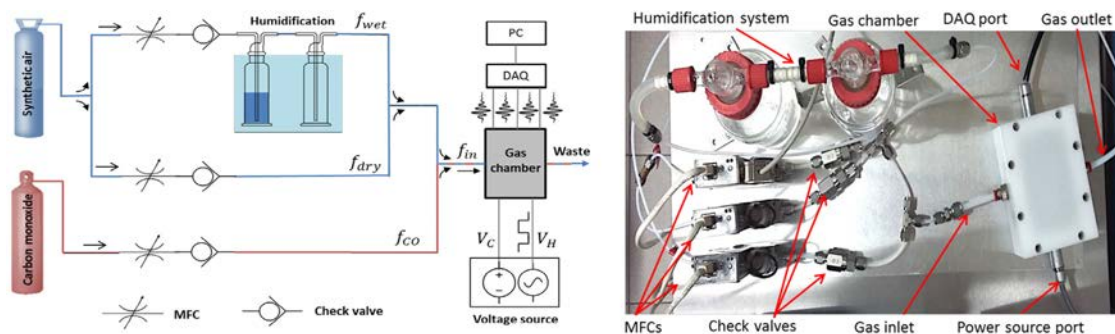 Humidification
f_wet
PC
DAQ
Synthetic air
f_dry
f_in
Gas
chamber
Waste
Carbon monoxide
f_CO
V_C
V_H
MFC
Check valve
Voltage source
Humidification system
Gas chamber
DAQ port
Gas outlet
MFCs
Check valves
Gas inlet
Power source port